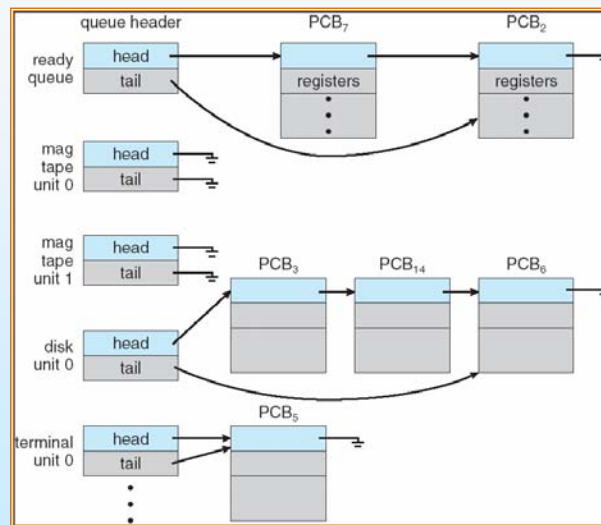 queue header PCB7 PCB2
ready queue
head
tail
registers
registers
mag tape unit 0
head
tail
mag tape unit 1
head
tail
PCB3 PCB14 PCB6
disk unit 0
head
tail
PCB5
terminal unit 0
head
tail